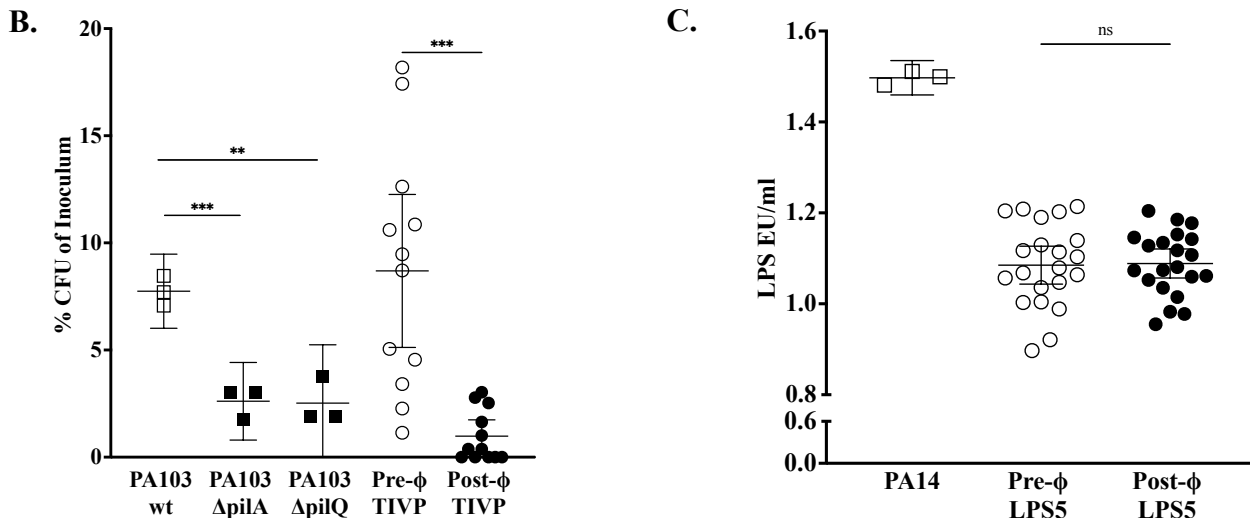 B.
% CFU of Inoculum
20
15
10
5
0
***
**
***
PA103
wt
PA103
ΔpilA
PA103
ΔpilQ
Pre-ϕ
TIVP
Post-ϕ
TIVP
C.
LPS EU/ml
1.6
1.4
1.2
1.0
0.8
0.6
0.0
ns
PA14
Pre-ϕ
LPS5
Post-ϕ
LPS5